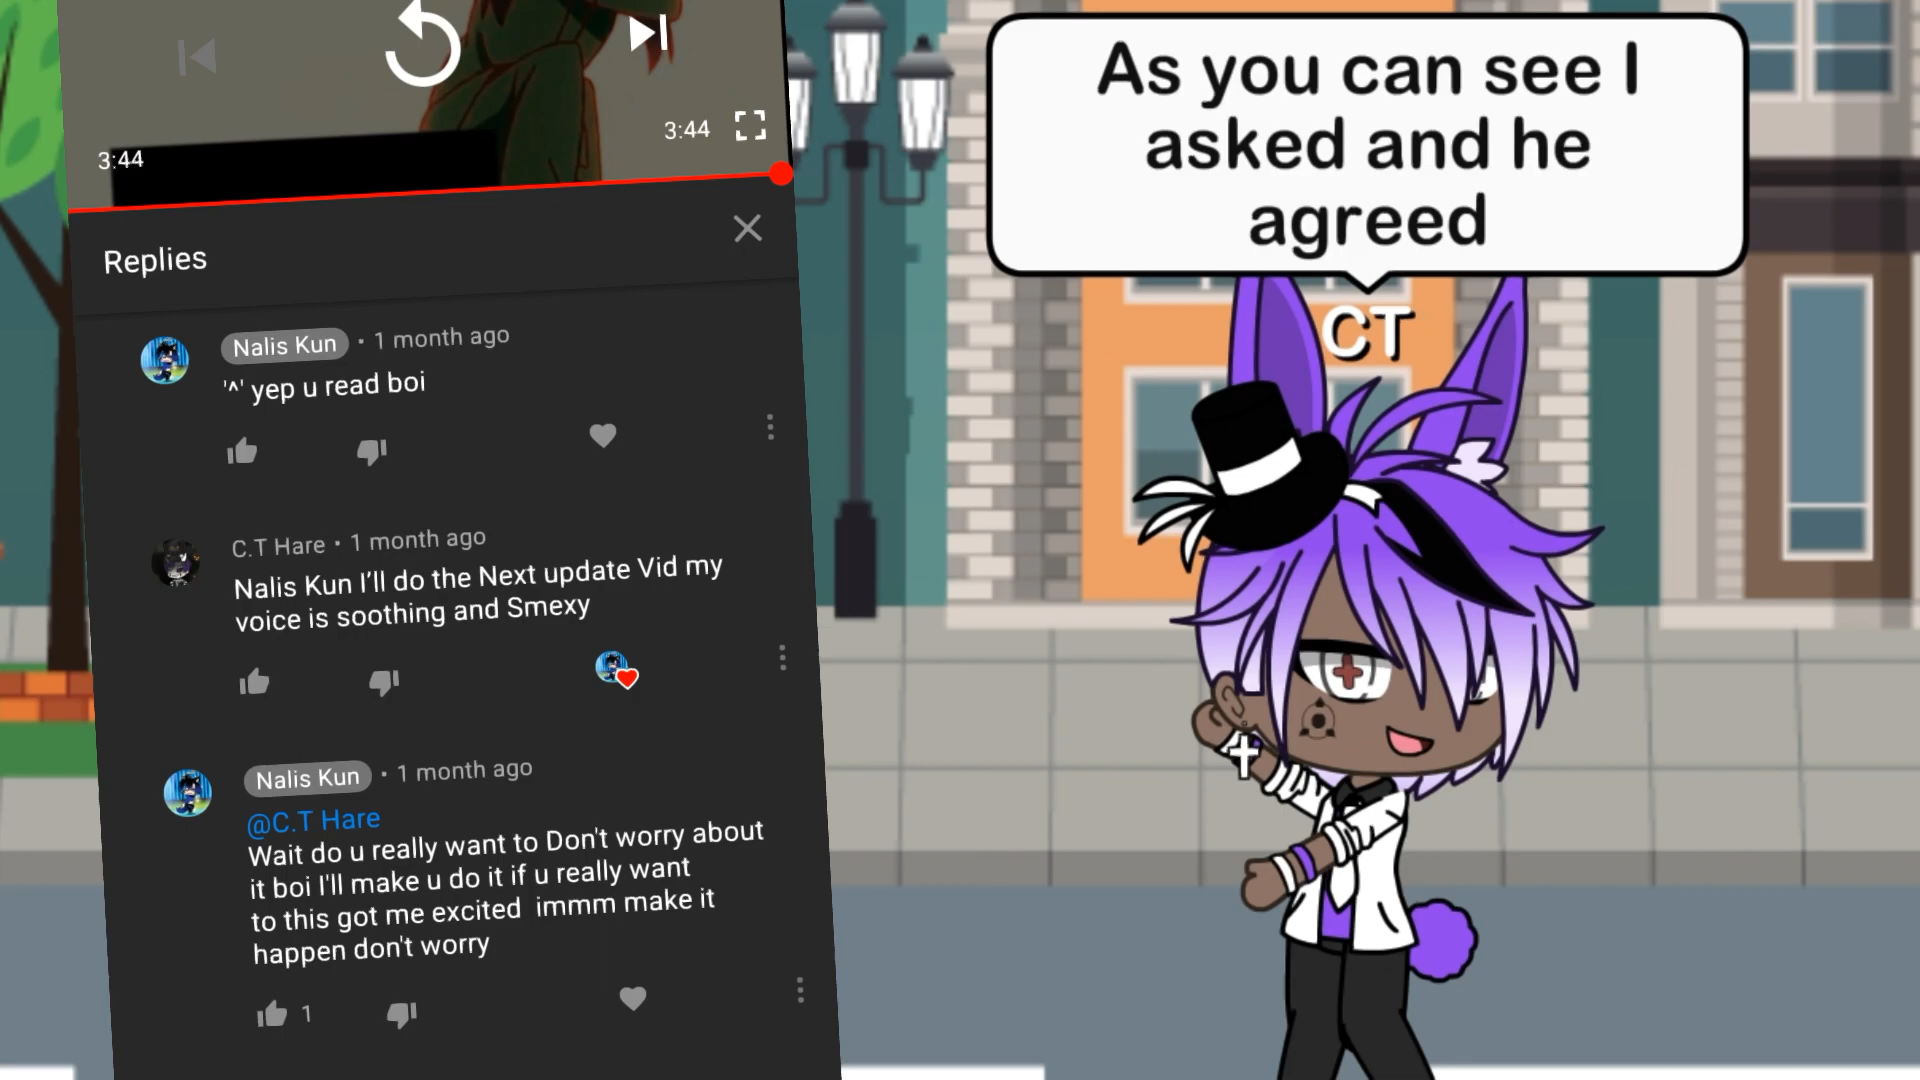 3:44
3:44
Replies
Nalis Kun • 1 month ago
'^' yep u read boi
C.T Hare • 1 month ago
Nalis Kun I'll do the Next update Vid my
voice is soothing and Smexy
Nalis Kun • 1 month ago
@C.T Hare
Wait do u really want to Don't worry about
it boi I'll make u do it if u really want
to this got me excited immm make it
happen don't worry
1
As you can see I
asked and he
agreed
CT